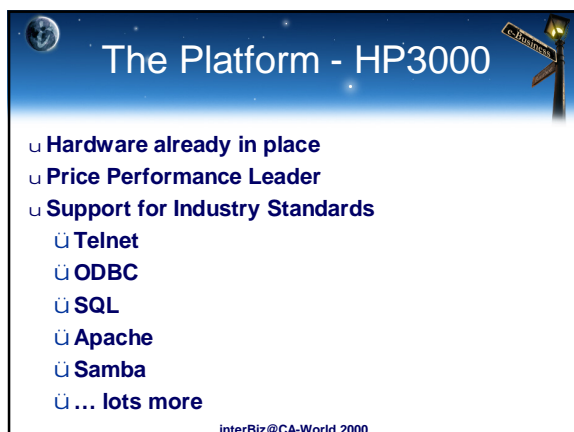 e-Business
The Platform - HP3000
u Hardware already in place
u Price Performance Leader
u Support for Industry Standards
ü Telnet
ü ODBC
ü SQL
ü Apache
ü Samba
ü ... lots more
interBiz@CA-World 2000